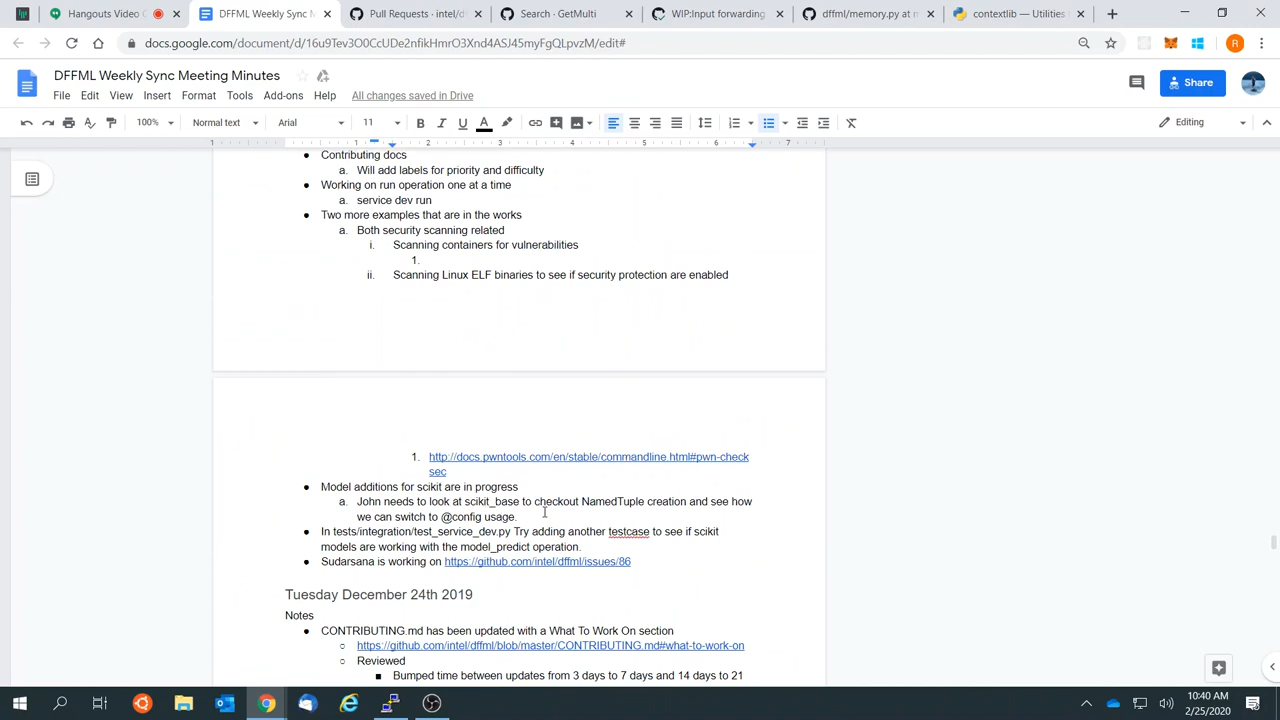 Hangouts Video C
DFFML Weekly Sync M
Pull Requests · intel/d
Search · GetMulti
WIP:Input forwarding
dffml/memory.py at m
contextlib — Utilities
docs.google.com/document/d/16u9Tev3O0CcUDe2nfikHmrO3Xnd4ASJ45myFgQLpvzM/edit#
R
DFFML Weekly Sync Meeting Minutes
Share
File Edit View Insert Format Tools Add-ons Help All changes saved in Drive
100% Normal text Arial 11 B I U A Editing
1 1 2 3 4 5 6 7
● Contributing docs
a. Will add labels for priority and difficulty
● Working on run operation one at a time
a. service dev run
● Two more examples that are in the works
a. Both security scanning related
i. Scanning containers for vulnerabilities
1.
ii. Scanning Linux ELF binaries to see if security protection are enabled
1. http://docs.pwntools.com/en/stable/commandline.html#pwn-check
sec
● Model additions for scikit are in progress
a. John needs to look at scikit_base to checkout NamedTuple creation and see how
we can switch to @config usage.
● In tests/integration/test_service_dev.py Try adding another testcase to see if scikit
models are working with the model_predict operation.
● Sudarsana is working on https://github.com/intel/dffml/issues/86
Tuesday December 24th 2019
Notes
● CONTRIBUTING.md has been updated with a What To Work On section
○ https://github.com/intel/dffml/blob/master/CONTRIBUTING.md#what-to-work-on
○ Reviewed
■ Bumped time between updates from 3 days to 7 days and 14 days to 21
10:40 AM
2/25/2020